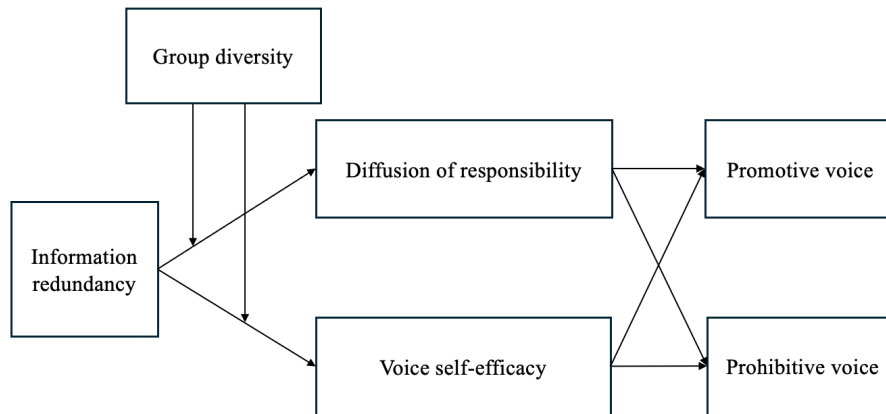 Group diversity
Diffusion of responsibility
Promotive voice
Information
redundancy
Voice self-efficacy
Prohibitive voice